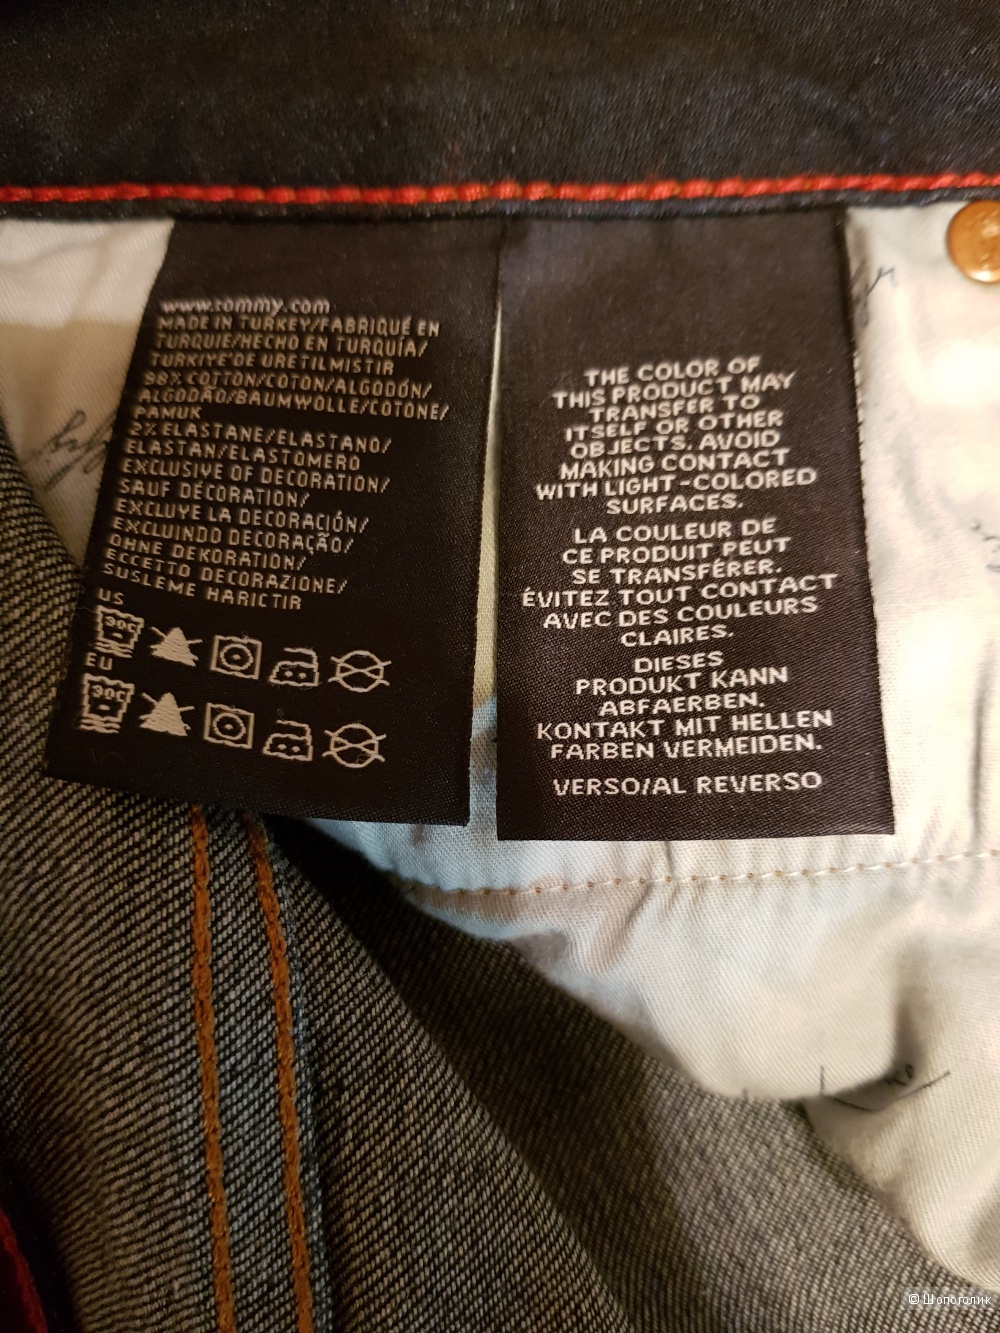 www.tommy.com
MADE IN TURKEY/FABRIQUÉ EN
TURQUIE/HECHO EN TURQUÍA/
TURKIYE'DE URETILMISTIR
98% COTTON/COTON/ALGODÓN/
ALGODÃO/BAUMWOLLE/COTONE/
PAMUK
2% ELASTANE/ELASTANO/
ELASTAN/ELASTOMERO
EXCLUSIVE OF DECORATION/
SAUF DÉCORATION/
EXCLUYE LA DECORACIÓN/
EXCLUINDO DECORAÇÃO/
OHNE DEKORATION/
ECCETTO DECORAZIONE/
SUSLEME HARICTIR
US
30C
EU
30C
THE COLOR OF
THIS PRODUCT MAY
TRANSFER TO
ITSELF OR OTHER
OBJECTS. AVOID
MAKING CONTACT
WITH LIGHT-COLORED
SURFACES.
LA COULEUR DE
CE PRODUIT PEUT
SE TRANSFÉRER.
ÉVITEZ TOUT CONTACT
AVEC DES COULEURS
CLAIRES.
DIESES
PRODUKT KANN
ABFAERBEN.
KONTAKT MIT HELLEN
FARBEN VERMEIDEN.
VERSO/AL REVERSO
© Шопоголик